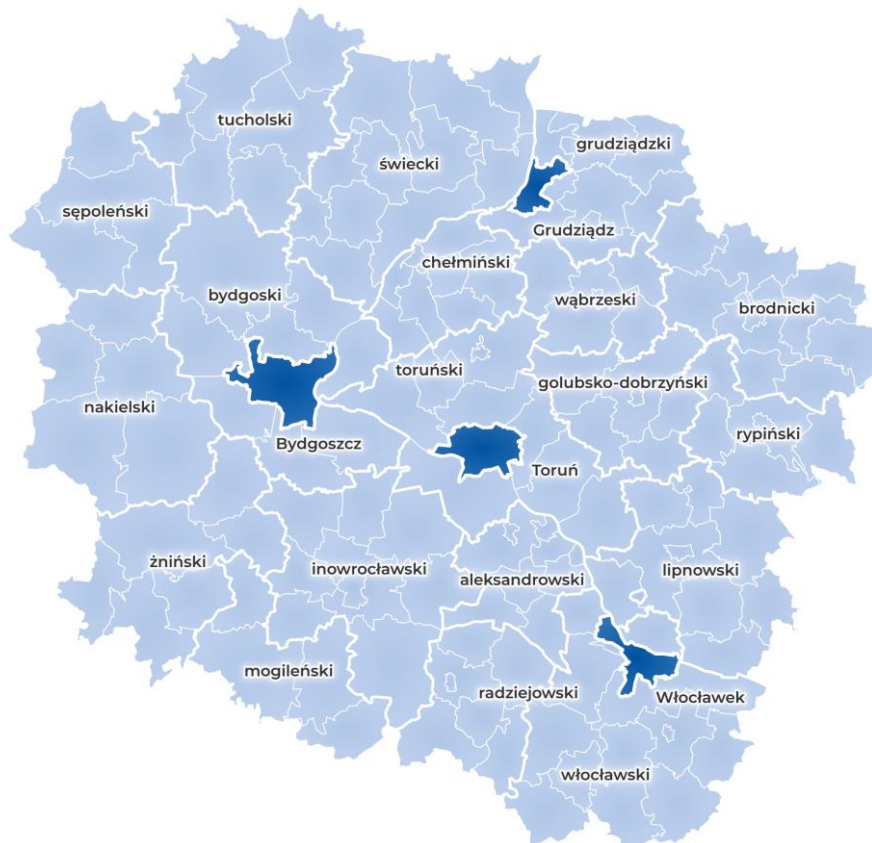 tucholski
grudziądzki
świecki
sępoleński
Grudziądz
chełmiński
bydgoski
wąbrzeski
brodnicki
toruński
golubsko-dobrzyński
nakielski
rypiński
Bydgoszcz
Toruń
żniński
inowrocławski
aleksandrowski
lipnowski
mogileński
radziejowski
Włocławek
włocławski